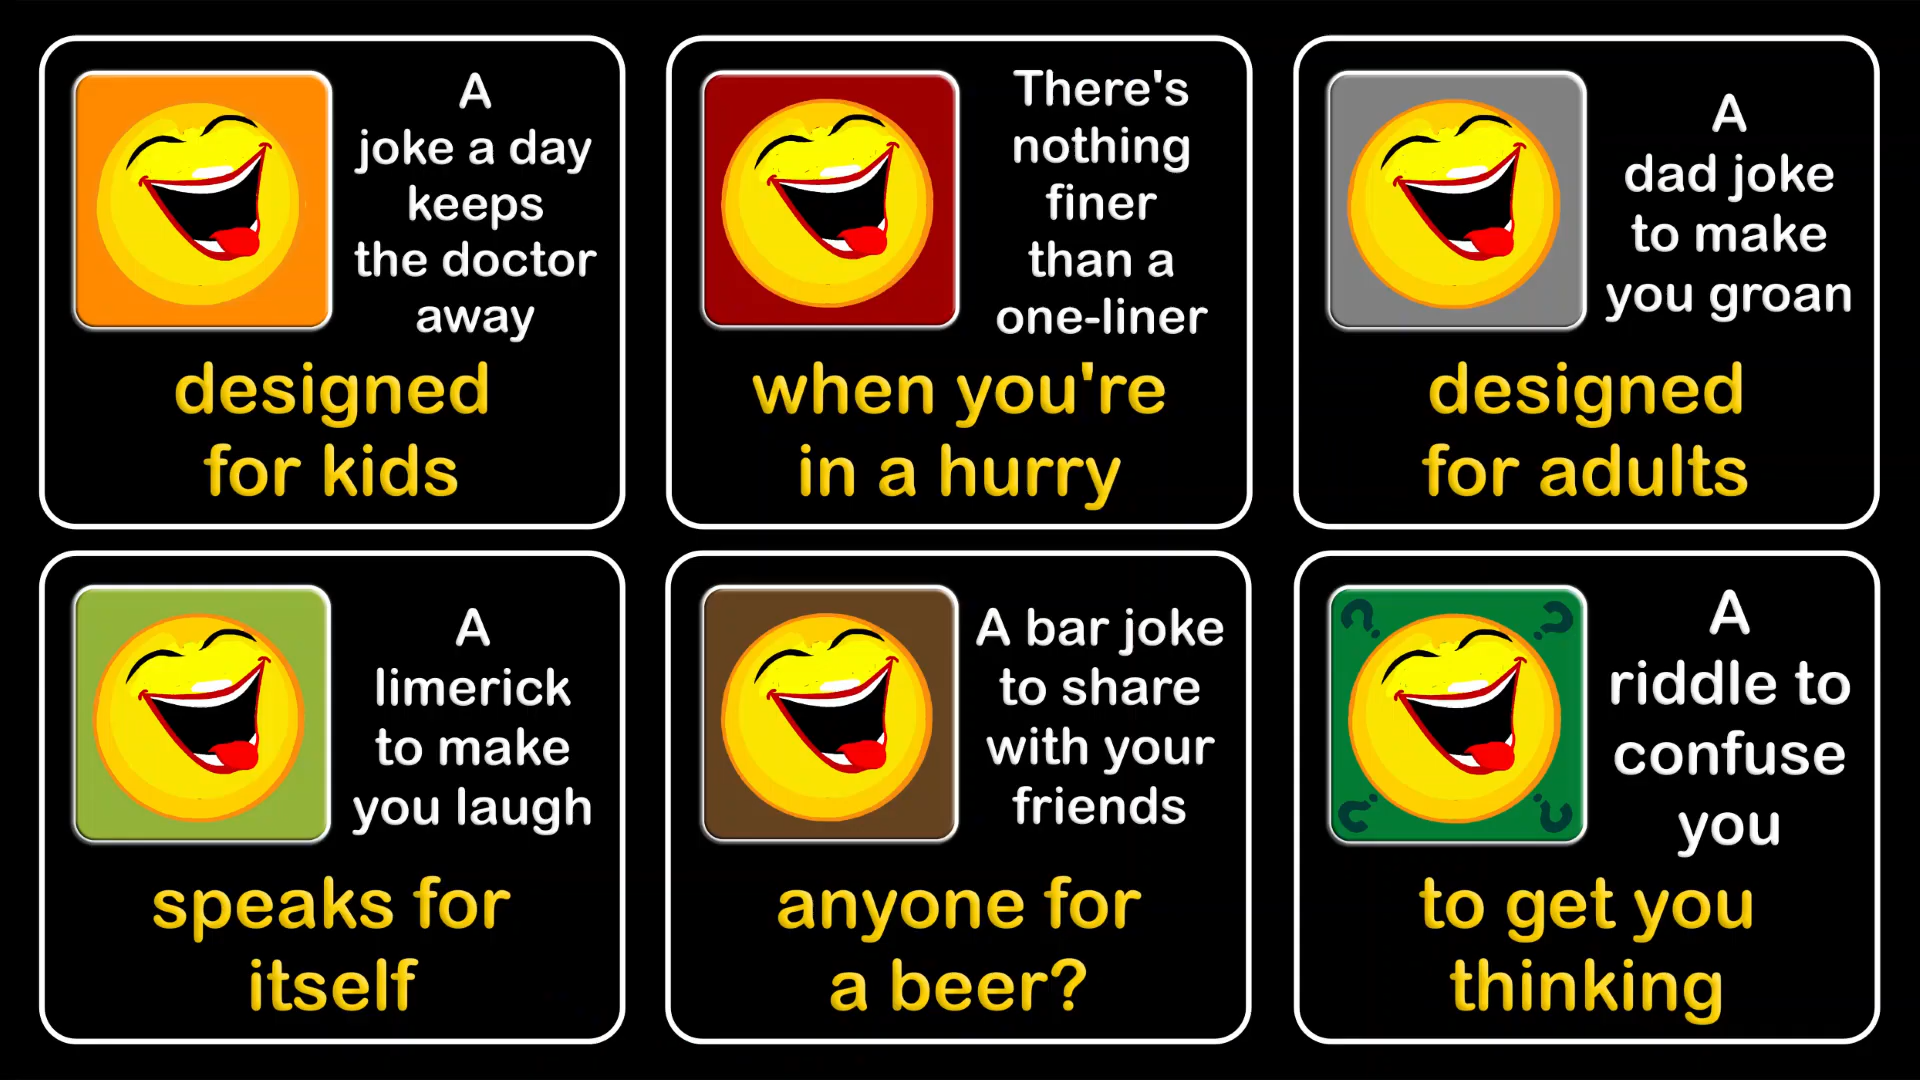 A
joke a day
keeps
the doctor
away
designed
for kids
There's
nothing
finer
than a
one-liner
when you're
in a hurry
A
dad joke
to make
you groan
designed
for adults
A
limerick
to make
you laugh
speaks for
itself
A bar joke
to share
with your
friends
anyone for
a beer?
? ?
? ?
A
riddle to
confuse
you
to get you
thinking